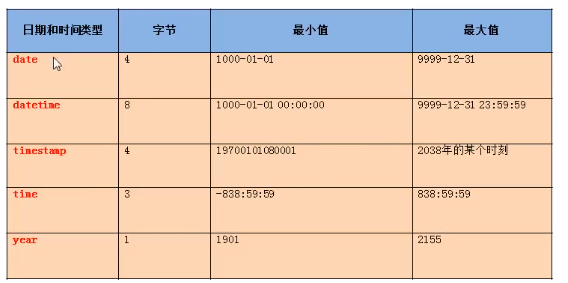 日期和时间类型 字节 最小值 最大值
date 4 1000-01-01 9999-12-31
datetime 8 1000-01-01 00:00:00 9999-12-31 23:59:59
timestamp 4 19700101080001 2038年的某个时刻
time 3 -838:59:59 838:59:59
year 1 1901 2155